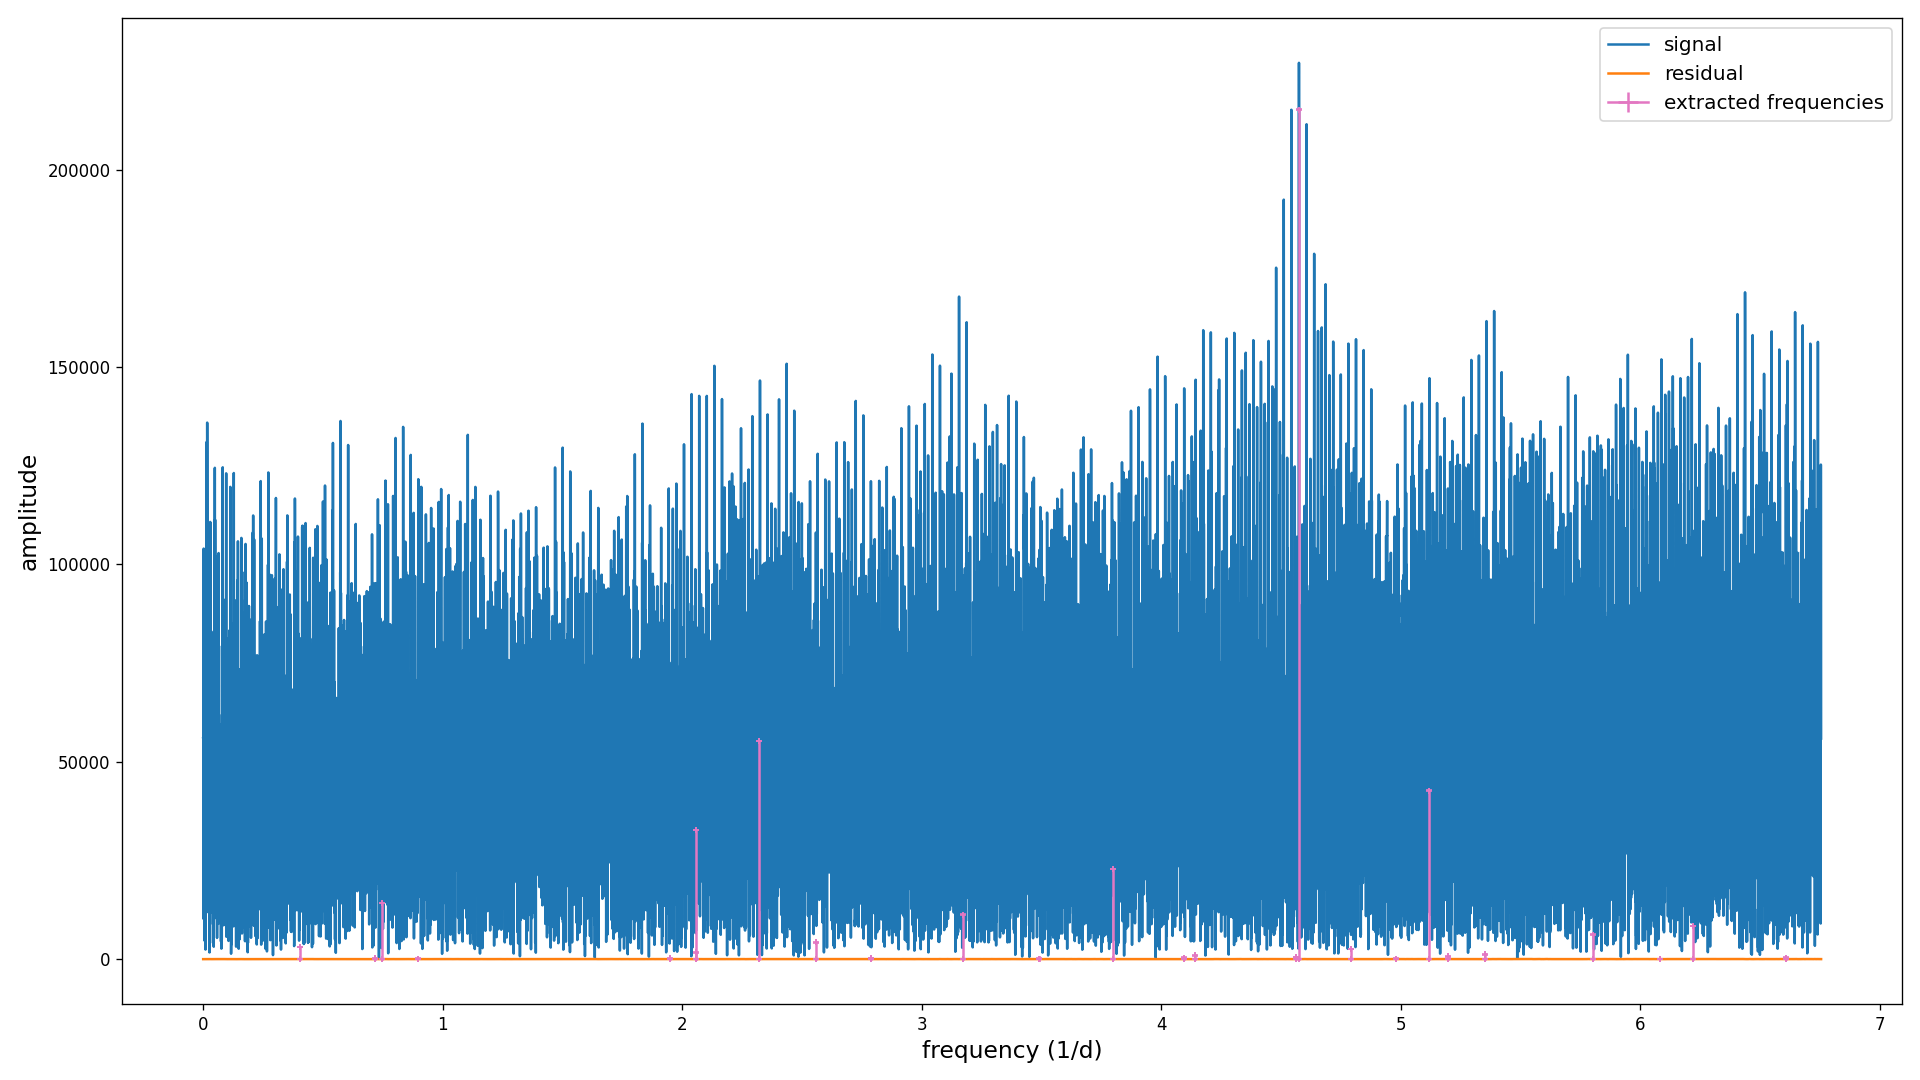 signal
residual
extracted frequencies
amplitude
200000
150000
100000
50000
0
0 1 2 3 4 5 6 7
frequency (1/d)